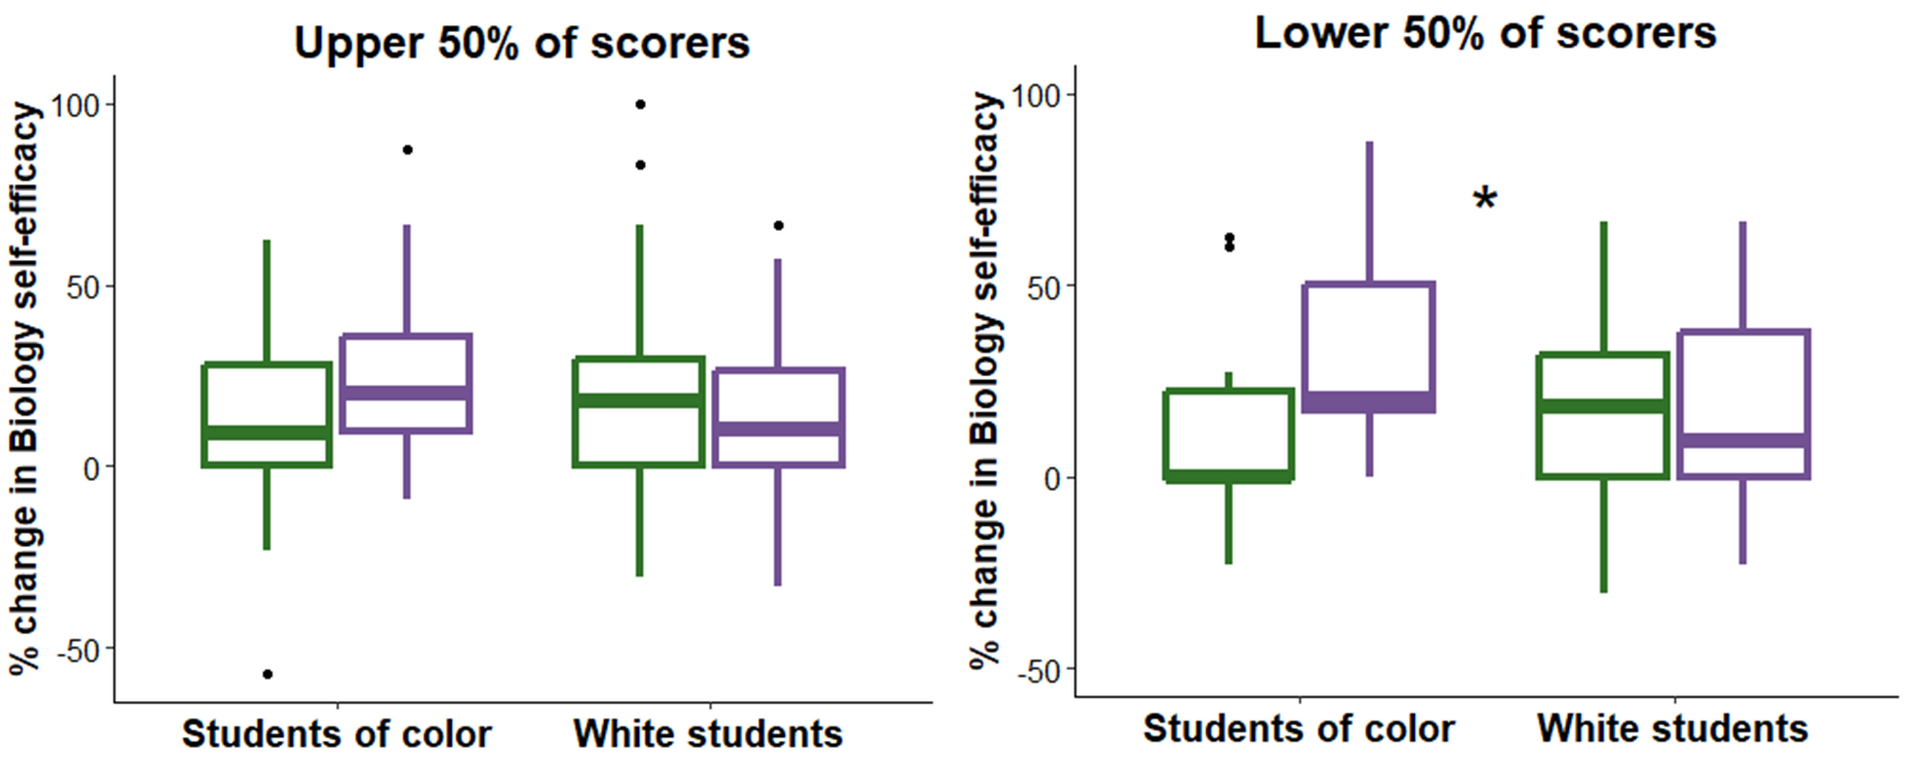 Upper 50% of scorers
% change in Biology self-efficacy
100
50
0
-50
Students of color
White students
Lower 50% of scorers
% change in Biology self-efficacy
100
50
0
-50
*
Students of color
White students